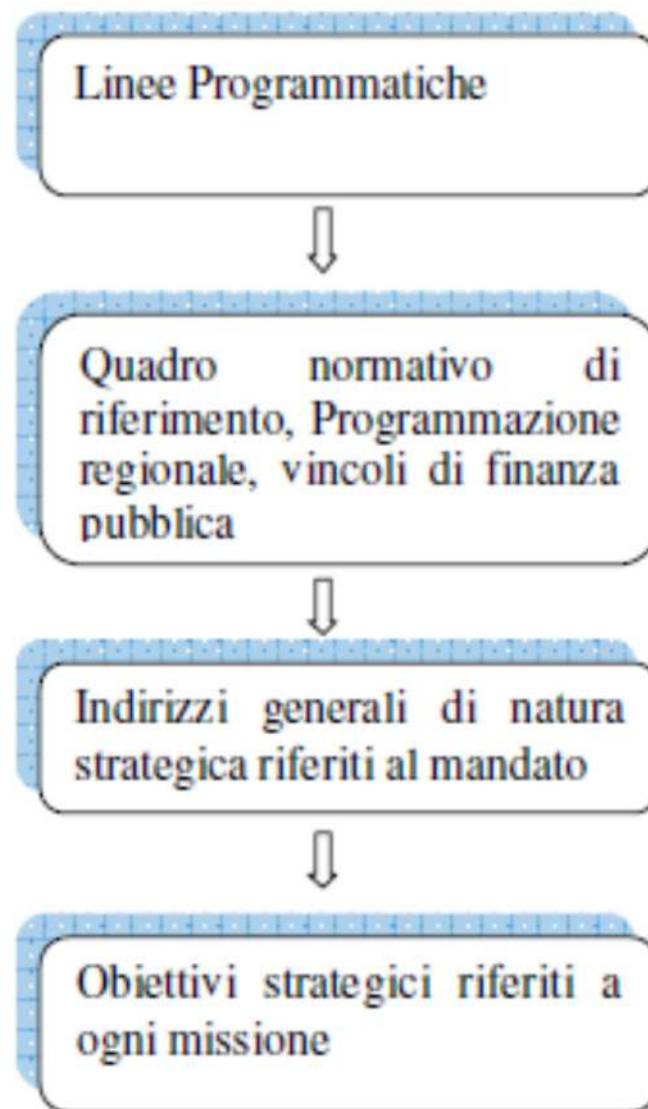 Linee Programmatiche
Quadro normativo di
riferimento, Programmazione
regionale, vincoli di finanza
pubblica
Indirizzi generali di natura
strategica riferiti al mandato
Obiettivi strategici riferiti a
ogni missione